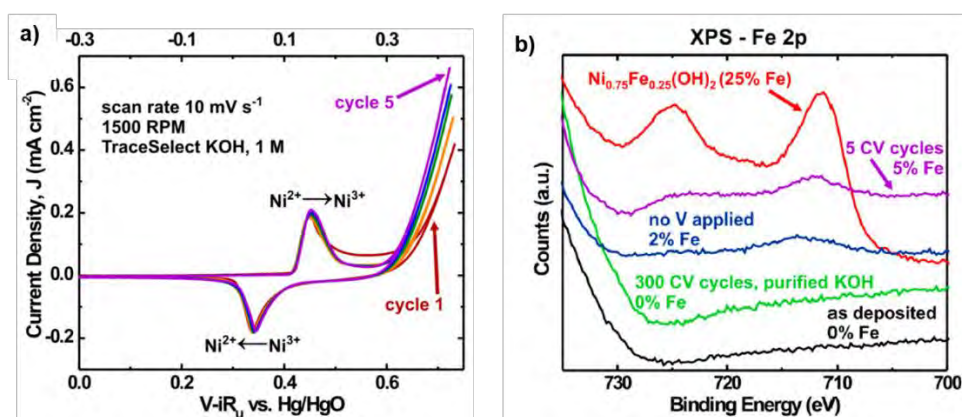 a)
-0.3 0.0 0.3
scan rate 10 mV s⁻¹
1500 RPM
TraceSelect KOH, 1 M
cycle 5
Ni²⁺ → Ni³⁺
cycle 1
Ni²⁺ ← Ni³⁺
0.6
0.4
0.2
0.0
-0.2
Current Density, J (mA cm⁻²)
0.0 0.2 0.4 0.6
V-iRᵤ vs. Hg/HgO
b)
XPS - Fe 2p
Ni₀.₇₅Fe₀.₂₅(OH)₂ (25% Fe)
5 CV cycles
5% Fe
no V applied
2% Fe
300 CV cycles, purified KOH
0% Fe
as deposited
0% Fe
Counts (a.u.)
730 720 710 700
Binding Energy (eV)